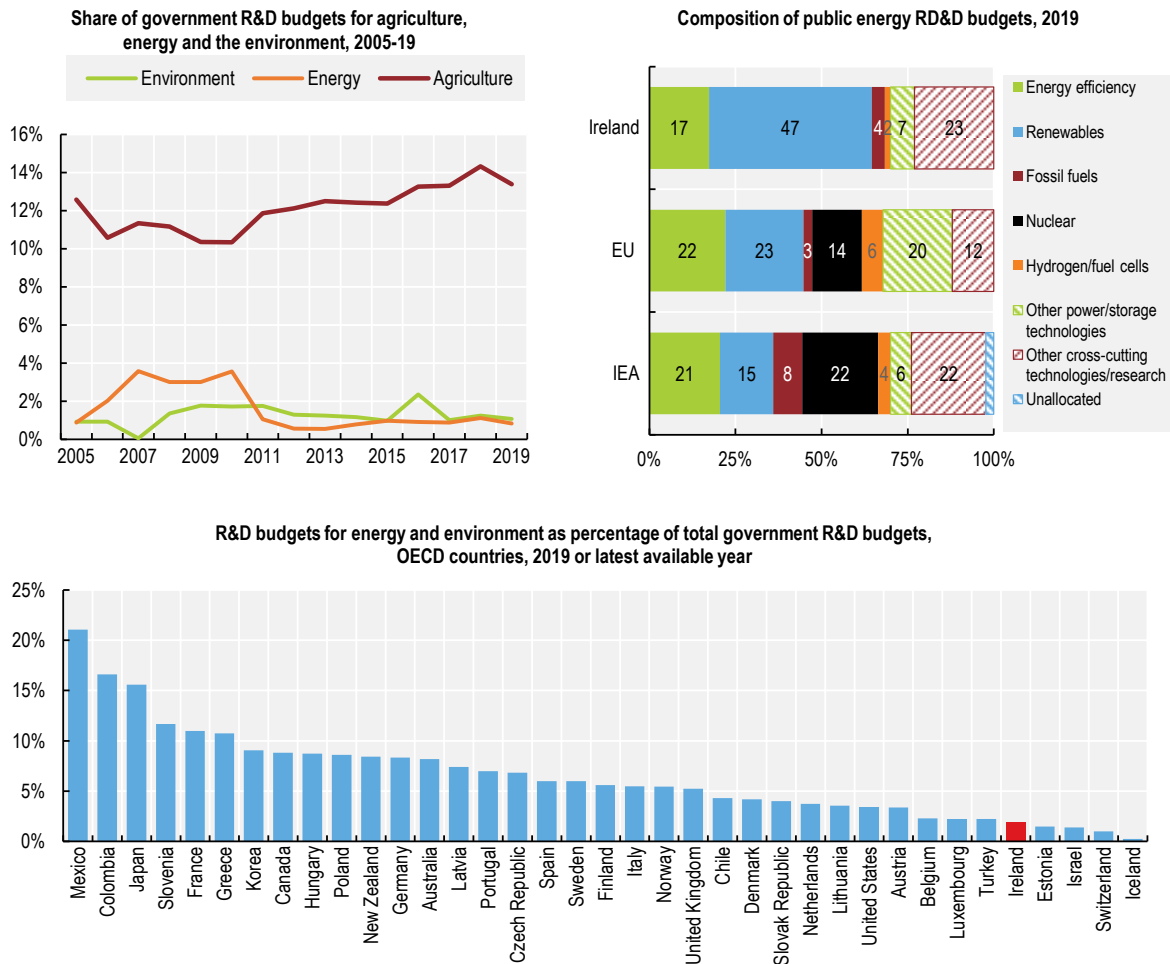 Share of government R&D budgets for agriculture,
energy and the environment, 2005-19
Environment Energy Agriculture
16%
14%
12%
10%
8%
6%
4%
2%
0%
2005 2007 2009 2011 2013 2015 2017 2019
Composition of public energy RD&D budgets, 2019
Ireland 17 47 4 2 7 23
EU 22 23 3 14 6 20 12
IEA 21 15 8 22 4 6 22
0% 25% 50% 75% 100%
Energy efficiency
Renewables
Fossil fuels
Nuclear
Hydrogen/fuel cells
Other power/storage
technologies
Other cross-cutting
technologies/research
Unallocated
R&D budgets for energy and environment as percentage of total government R&D budgets,
OECD countries, 2019 or latest available year
25%
20%
15%
10%
5%
0%
Mexico
Colombia
Japan
Slovenia
France
Greece
Korea
Canada
Hungary
Poland
New Zealand
Germany
Australia
Latvia
Portugal
Czech Republic
Spain
Sweden
Finland
Italy
Norway
United Kingdom
Chile
Denmark
Slovak Republic
Netherlands
Lithuania
United States
Austria
Belgium
Luxembourg
Turkey
Ireland
Estonia
Israel
Switzerland
Iceland